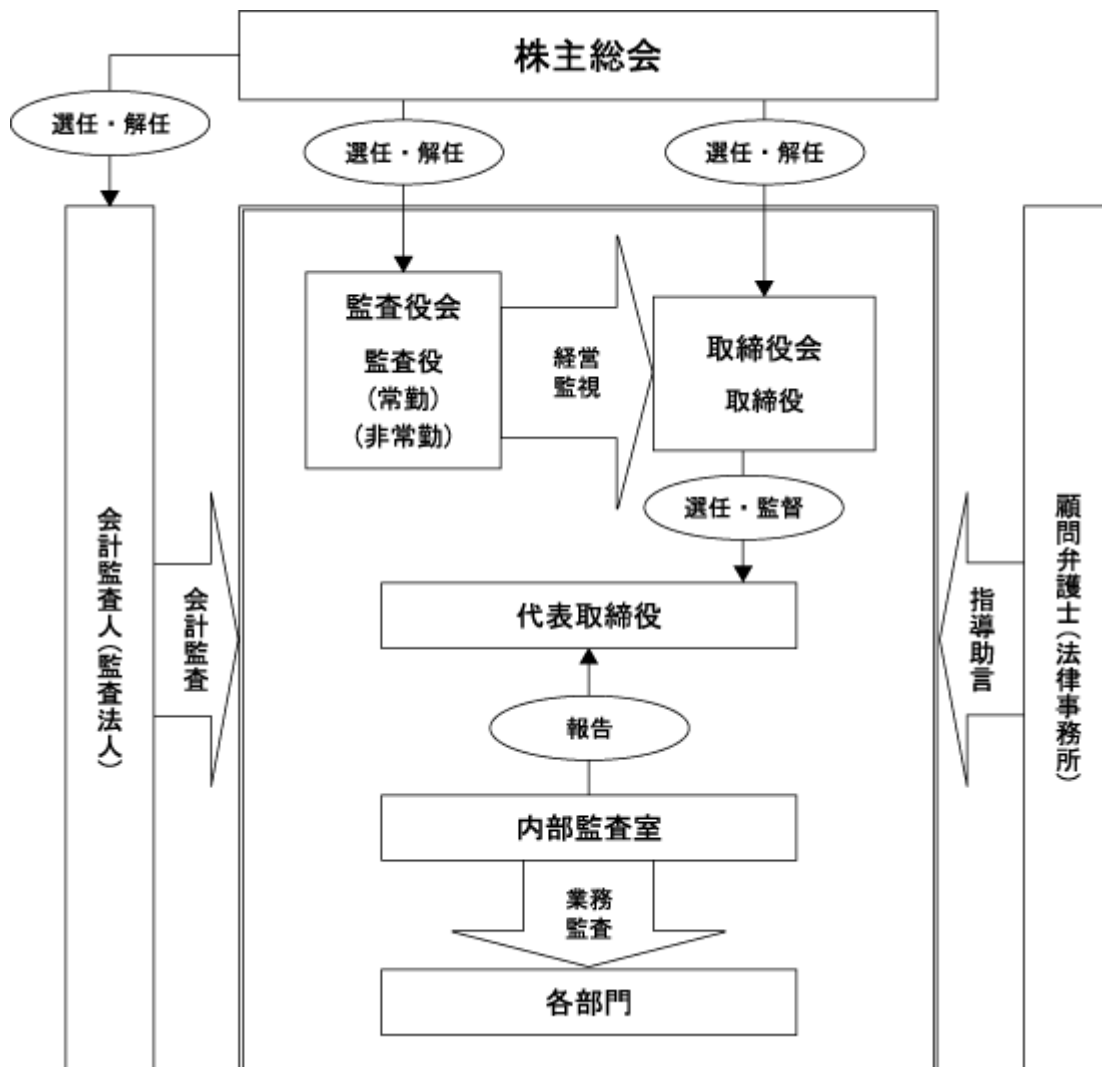 株主総会
選任・解任
選任・解任
選任・解任
監査役会
監査役
(常勤)
(非常勤)
経営
監視
取締役会
取締役
選任・監督
会計監査人(監査法人)
会計監査
代表取締役
指導助言
顧問弁護士(法律事務所)
報告
内部監査室
業務
監査
各部門